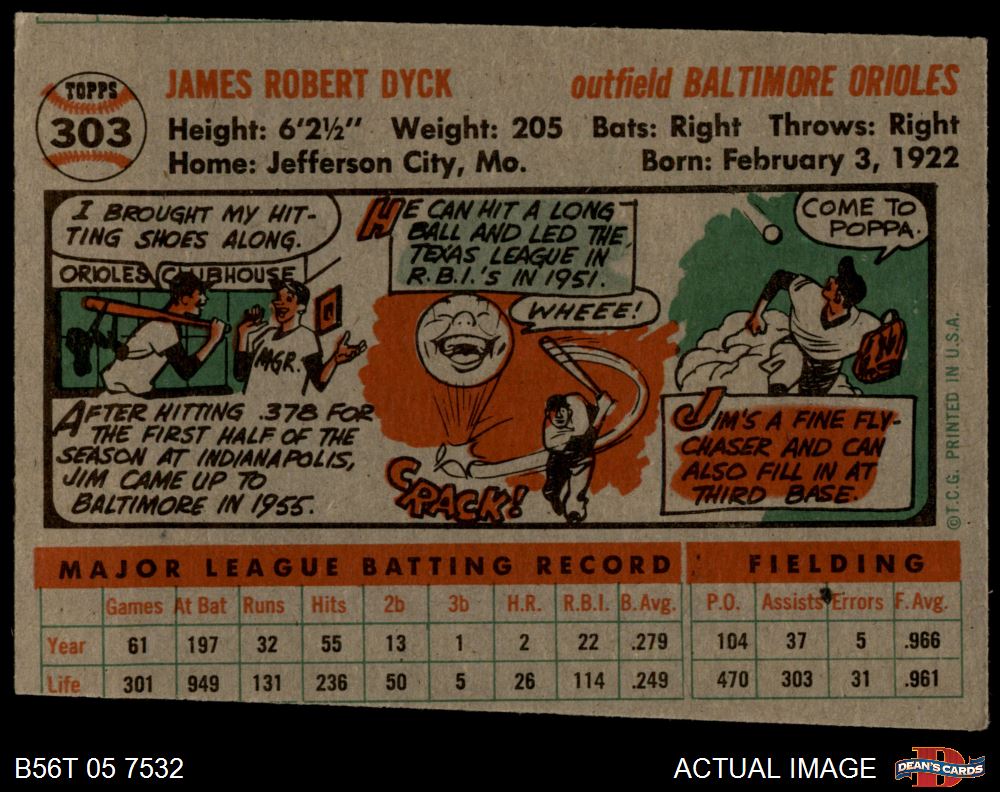 TOPPS
303
JAMES ROBERT DYCK outfield BALTIMORE ORIOLES
Height: 6'2½" Weight: 205 Bats: Right Throws: Right
Home: Jefferson City, Mo. Born: February 3, 1922
I BROUGHT MY HIT-
TING SHOES ALONG.
ORIOLES CLUBHOUSE
MGR.
AFTER HITTING .378 FOR
THE FIRST HALF OF THE
SEASON AT INDIANAPOLIS,
JIM CAME UP TO
BALTIMORE IN 1955.
HE CAN HIT A LONG
BALL AND LED THE
TEXAS LEAGUE IN
R.B.I.'S IN 1951.
WHEEE!
CRACK!
COME TO
POPPA.
JIM'S A FINE FLY-
CHASER AND CAN
ALSO FILL IN AT
THIRD BASE.
©T.C.G. PRINTED IN U.S.A.
MAJOR LEAGUE BATTING RECORD FIELDING
Games At Bat Runs Hits 2b 3b H.R. R.B.I. B.Avg. P.O. Assists Errors F.Avg.
Year 61 197 32 55 13 1 2 22 .279 104 37 5 .966
Life 301 949 131 236 50 5 26 114 .249 470 303 31 .961
B56T 05 7532 ACTUAL IMAGE DEAN'S CARDS